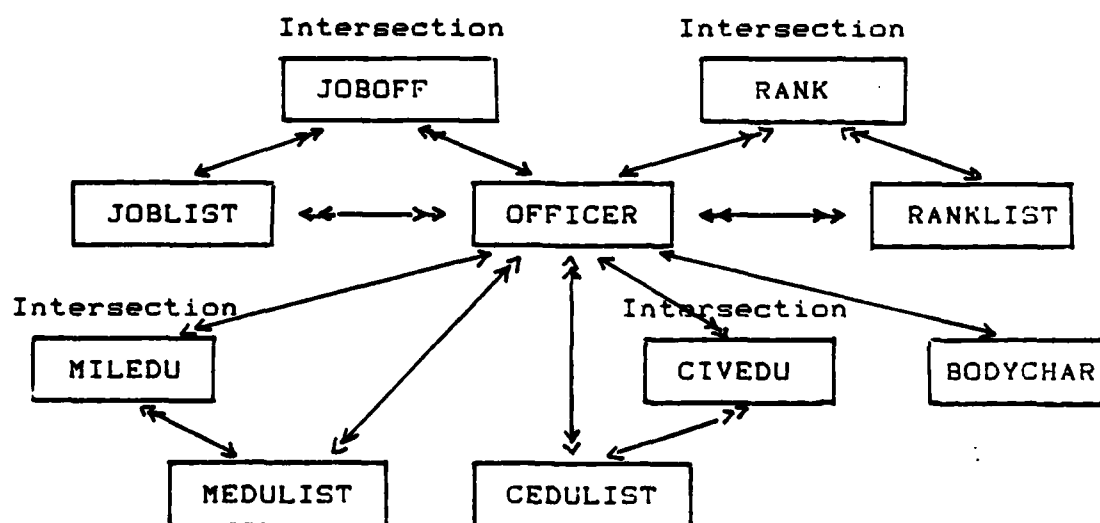 Intersection Intersection
JOBOFF RANK
JOBLIST OFFICER RANKLIST
Intersection Intersection
MILEDU CIVEDU BODYCHAR
MEDULIST CEDULIST